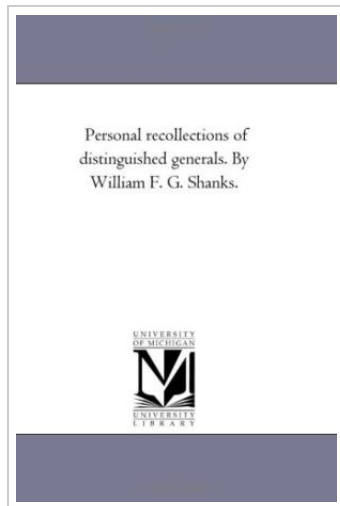 Personal recollections of
distinguished generals. By
William F. G. Shanks.
UNIVERSITY
OF MICHIGAN
M
UNIVERSITY
LIBRARY